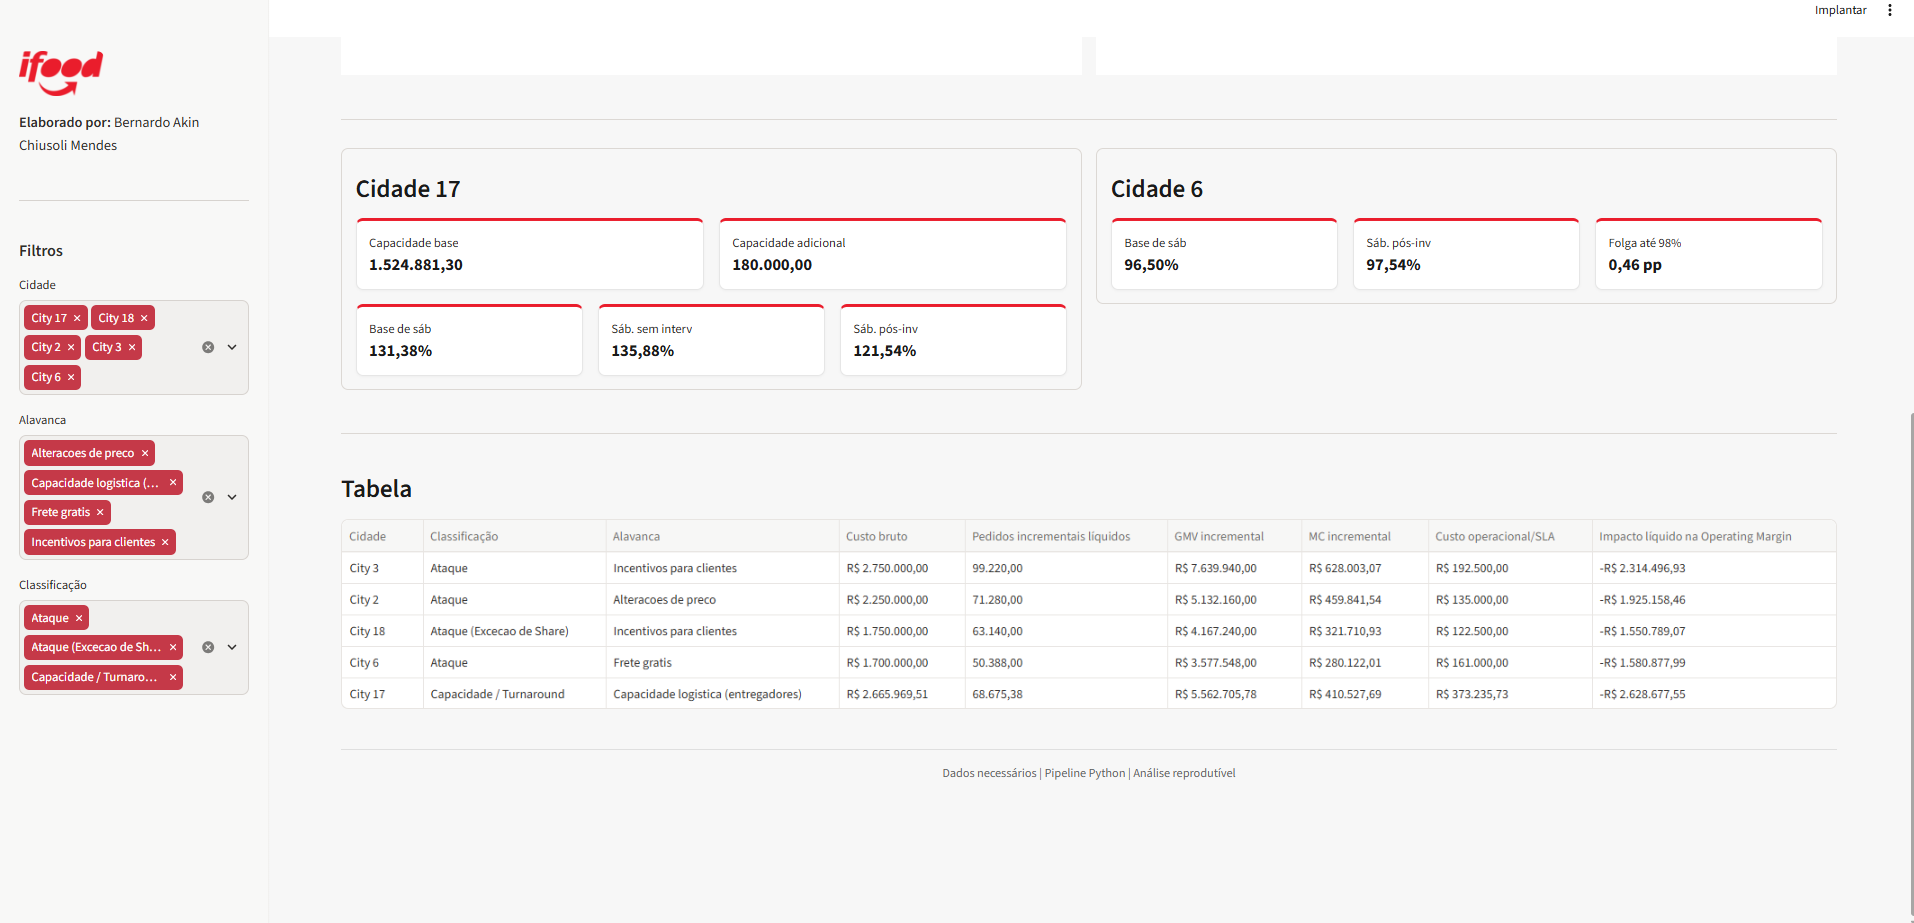 Implantar
ifood
Elaborado por: Bernardo Akin
Chiusoli Mendes
Filtros
Cidade
City 17 × City 18 ×
City 2 × City 3 ×
City 6 ×
Alavanca
Alteracoes de preco ×
Capacidade logistica (... ×
Frete gratis ×
Incentivos para clientes ×
Classificação
Ataque ×
Ataque (Excecao de Sh... ×
Capacidade / Turnaro... ×
Cidade 17
Capacidade base
1.524.881,30
Capacidade adicional
180.000,00
Base de sáb
131,38%
Sáb. sem interv
135,88%
Sáb. pós-inv
121,54%
Cidade 6
Base de sáb
96,50%
Sáb. pós-inv
97,54%
Folga até 98%
0,46 pp
Tabela
Cidade Classificação Alavanca Custo bruto Pedidos incrementais líquidos GMV incremental MC incremental Custo operacional/SLA Impacto líquido na Operating Margin
City 3 Ataque Incentivos para clientes R$ 2.750.000,00 99.220,00 R$ 7.639.940,00 R$ 628.003,07 R$ 192.500,00 -R$ 2.314.496,93
City 2 Ataque Alteracoes de preco R$ 2.250.000,00 71.280,00 R$ 5.132.160,00 R$ 459.841,54 R$ 135.000,00 -R$ 1.925.158,46
City 18 Ataque (Excecao de Share) Incentivos para clientes R$ 1.750.000,00 63.140,00 R$ 4.167.240,00 R$ 321.710,93 R$ 122.500,00 -R$ 1.550.789,07
City 6 Ataque Frete gratis R$ 1.700.000,00 50.388,00 R$ 3.577.548,00 R$ 280.122,01 R$ 161.000,00 -R$ 1.580.877,99
City 17 Capacidade / Turnaround Capacidade logistica (entregadores) R$ 2.665.969,51 68.675,38 R$ 5.562.705,78 R$ 410.527,69 R$ 373.235,73 -R$ 2.628.677,55
Dados necessários | Pipeline Python | Análise reprodutível